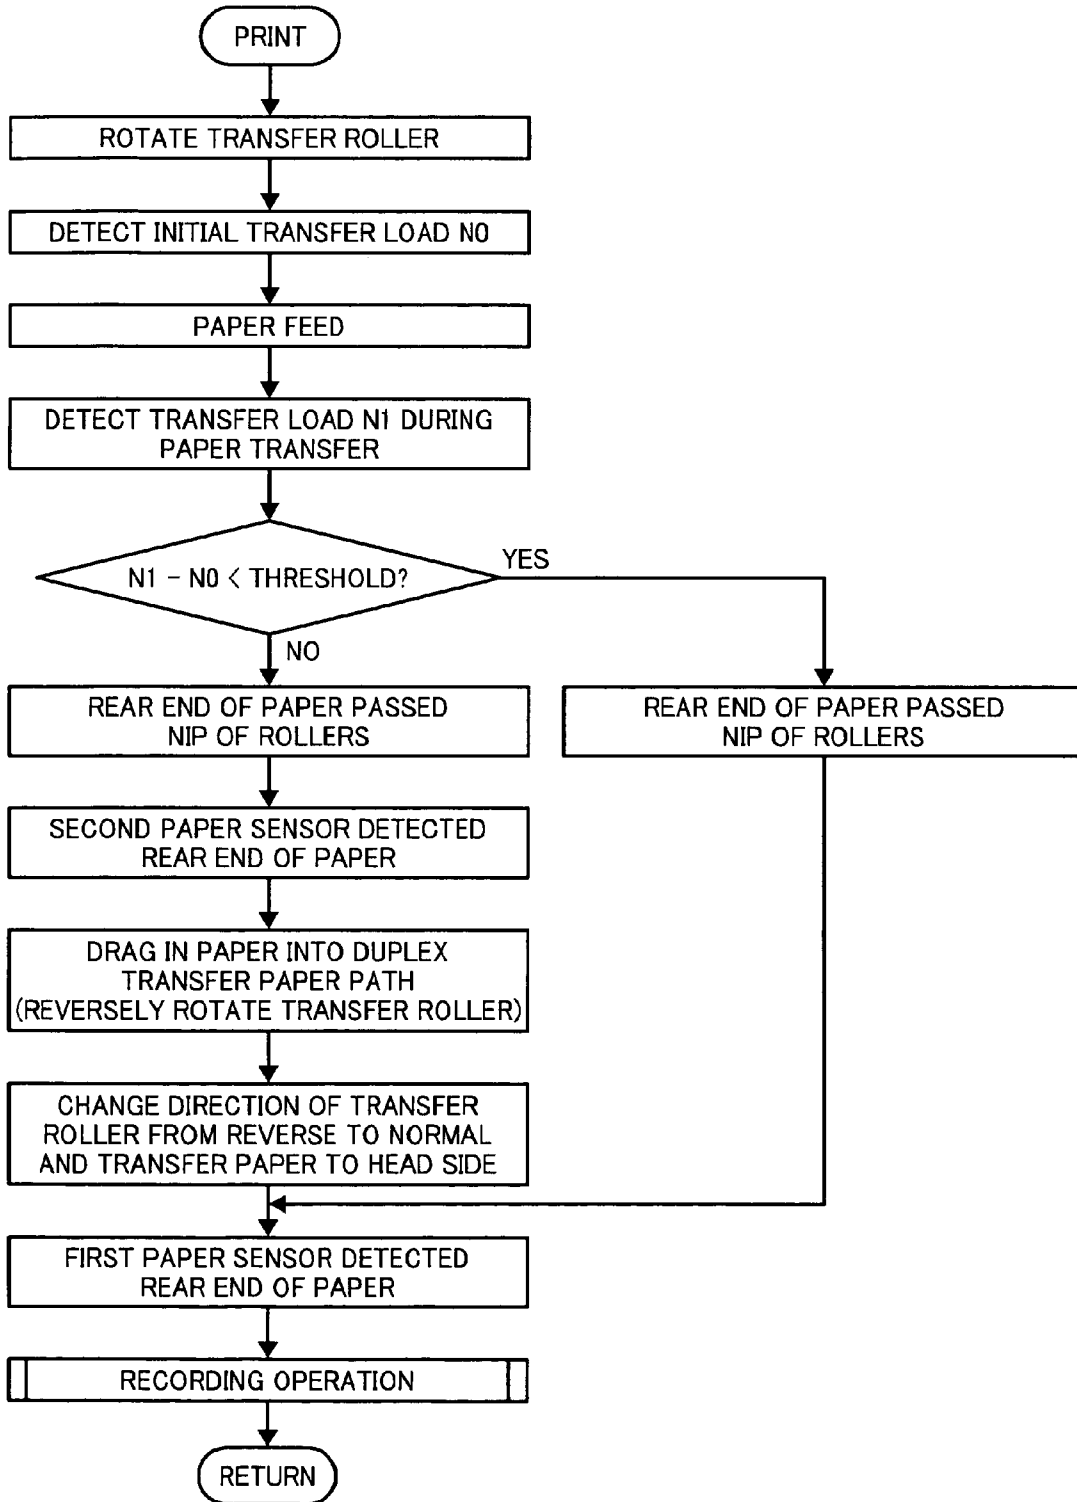 PRINT
ROTATE TRANSFER ROLLER
DETECT INITIAL TRANSFER LOAD N0
PAPER FEED
DETECT TRANSFER LOAD N1 DURING
PAPER TRANSFER
N1 - N0 < THRESHOLD?
YES
NO
REAR END OF PAPER PASSED
NIP OF ROLLERS
REAR END OF PAPER PASSED
NIP OF ROLLERS
SECOND PAPER SENSOR DETECTED
REAR END OF PAPER
DRAG IN PAPER INTO DUPLEX
TRANSFER PAPER PATH
(REVERSELY ROTATE TRANSFER ROLLER)
CHANGE DIRECTION OF TRANSFER
ROLLER FROM REVERSE TO NORMAL
AND TRANSFER PAPER TO HEAD SIDE
FIRST PAPER SENSOR DETECTED
REAR END OF PAPER
RECORDING OPERATION
RETURN